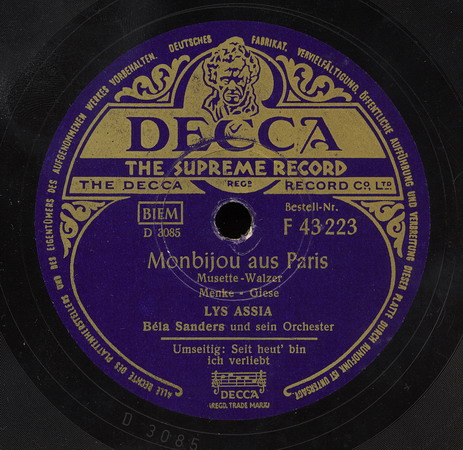 ALLE RECHTE DES PLATTENHERSTELLERS UND DES EIGENTÜMERS DES AUFGENOMMENEN WERKES VORBEHALTEN. DEUTSCHES FABRIKAT. VERVIELFÄLTIGUNG, ÖFFENTLICHE AUFFÜHRUNG UND VERBREITUNG DIESER PLATTE DURCH RUNDFUNK IST UNTERSAGT
DECCA
THE SUPREME RECORD
THE DECCA REGD RECORD CO, LTD
BIEM
D 3085
Bestell-Nr.
F 43 223
Monbijou aus Paris
Musette-Walzer
Menke - Giese
LYS ASSIA
Béla Sanders und sein Orchester
Umseitig: Seit heut' bin
ich verliebt
DECCA
(REGD. TRADE MARK)
D 3085